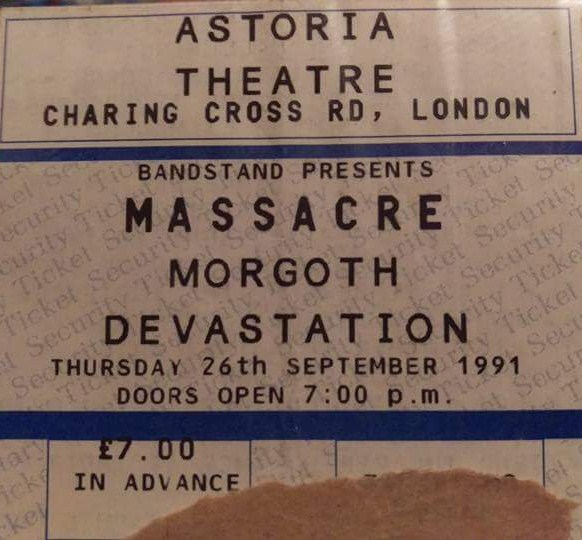 ASTORIA
THEATRE
CHARING CROSS RD, LONDON
BANDSTAND PRESENTS
MASSACRE
MORGOTH
DEVASTATION
THURSDAY 26th SEPTEMBER 1991
DOORS OPEN 7:00 p.m.
£7.00
IN ADVANCE